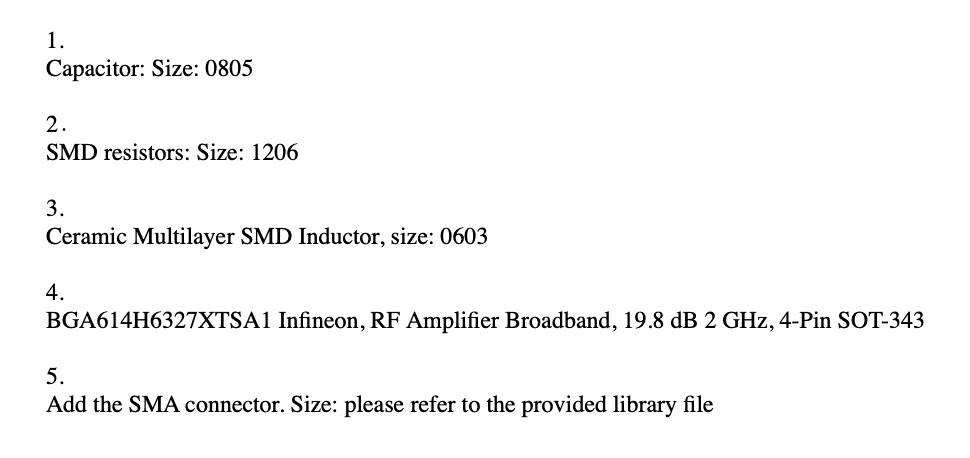 1.
Capacitor: Size: 0805
2.
SMD resistors: Size: 1206
3.
Ceramic Multilayer SMD Inductor, size: 0603
4.
BGA614H6327XTSA1 Infineon, RF Amplifier Broadband, 19.8 dB 2 GHz, 4-Pin SOT-343
5.
Add the SMA connector. Size: please refer to the provided library file